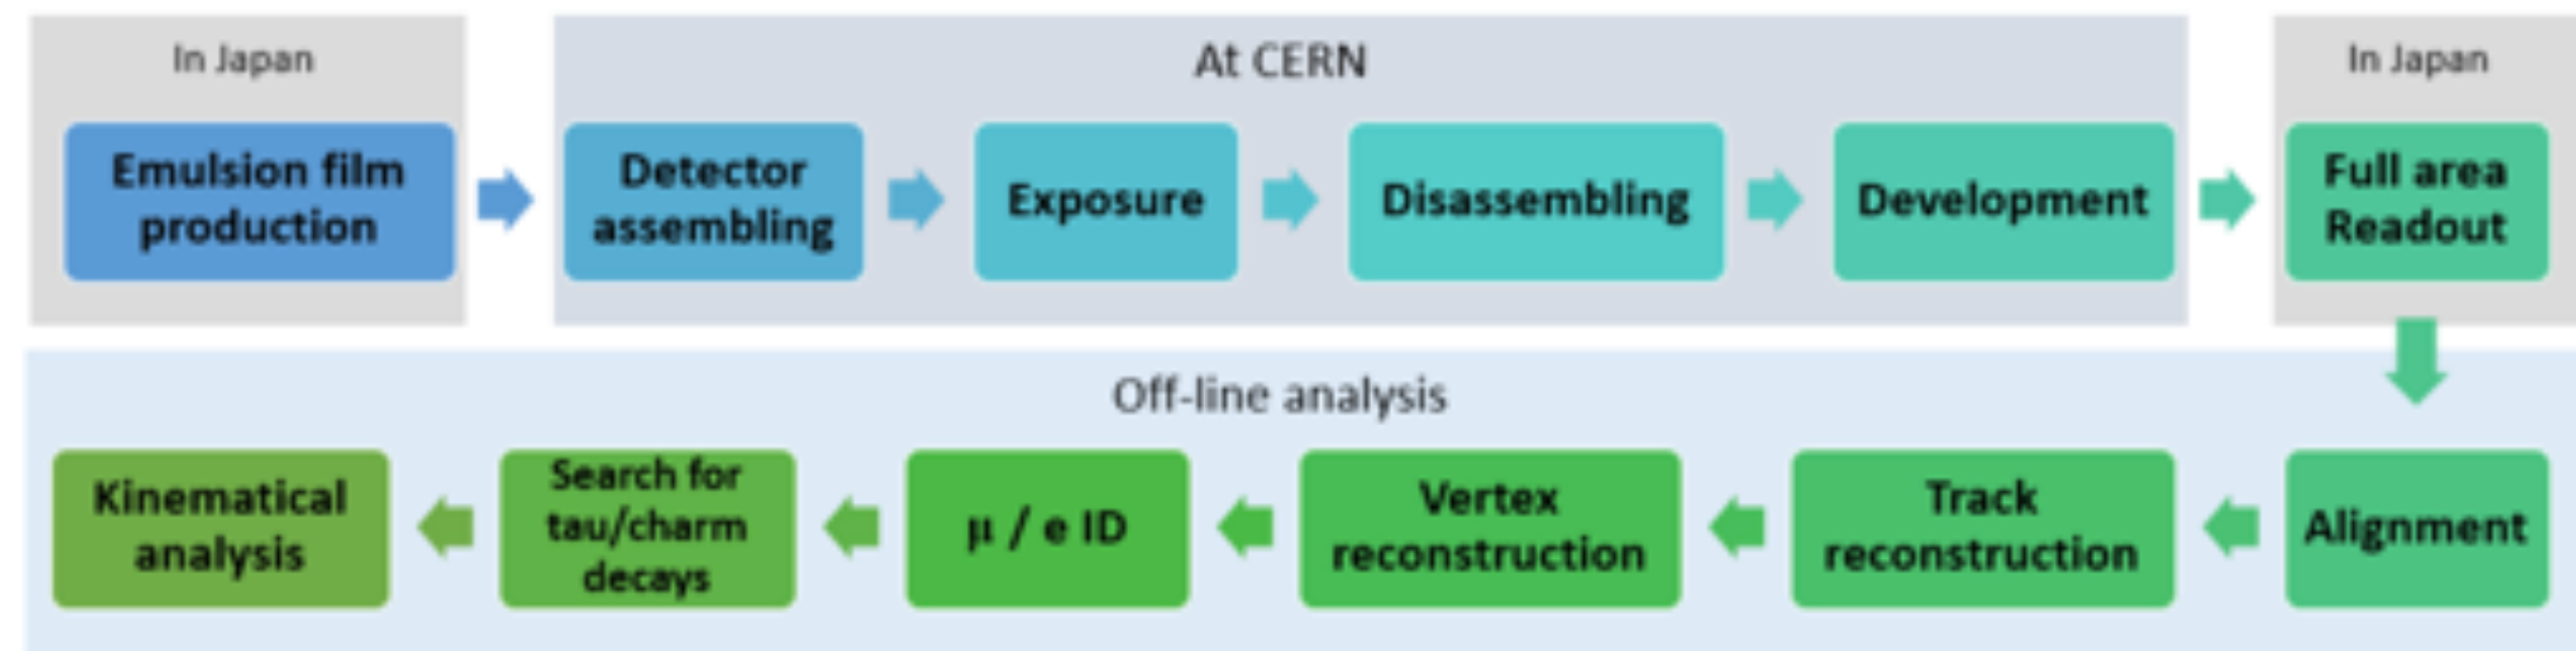 In Japan
At CERN
In Japan
Emulsion film
production
Detector
assembling
Exposure
Disassembling
Development
Full area
Readout
Off-line analysis
Kinematical
analysis
Search for
tau/charm
decays
μ / e ID
Vertex
reconstruction
Track
reconstruction
Alignment